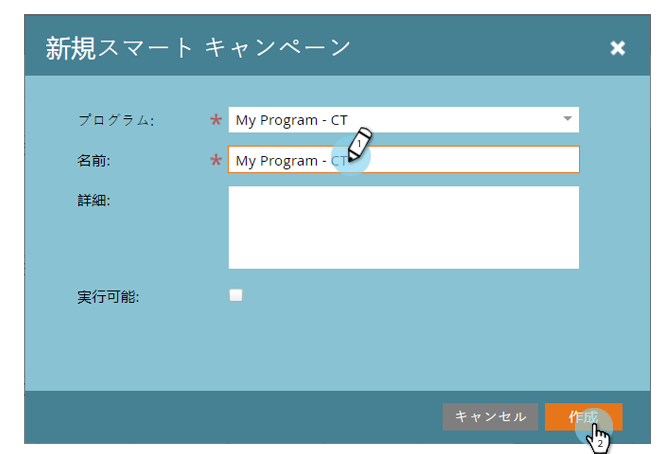 新規スマート キャンペーン
プログラム: * My Program - CT
名前: * My Program - CT
1
詳細:
実行可能:
キャンセル 作成
2